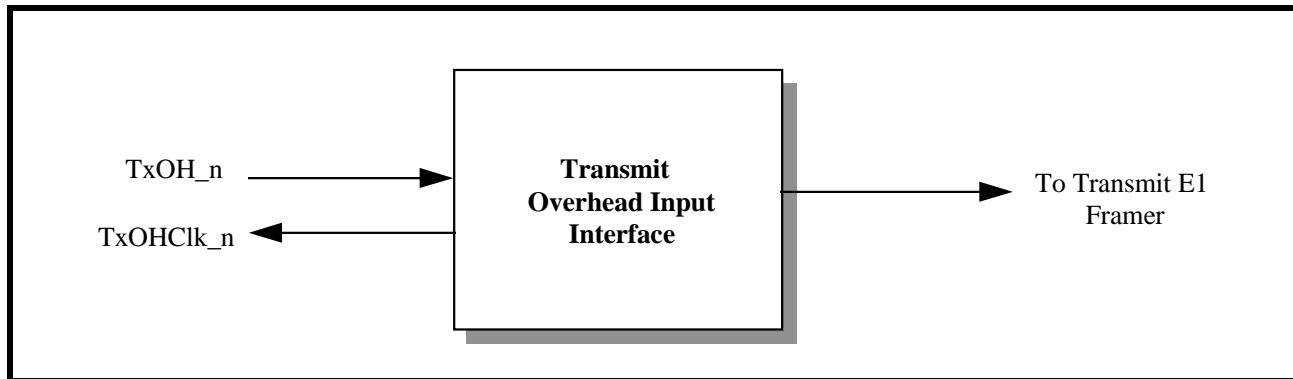 TxOH_n
TxOHClk_n
Transmit
Overhead Input
Interface
To Transmit E1
Framer